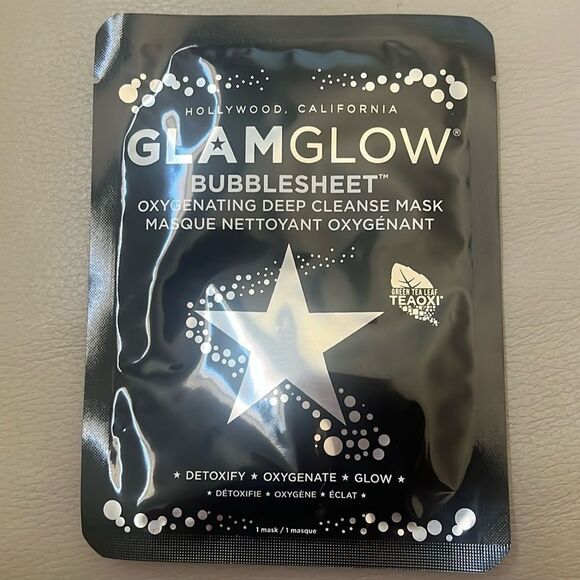 HOLLYWOOD, CALIFORNIA
GLAMGLOW®
BUBBLESHEET™
OXYGENATING DEEP CLEANSE MASK
MASQUE NETTOYANT OXYGÉNANT
GREEN TEA LEAF
TEAOXI®
★ DETOXIFY ★ OXYGENATE ★ GLOW ★
★ DÉTOXIFIE ★ OXYGÈNE ★ ÉCLAT ★
1 mask / 1 masque